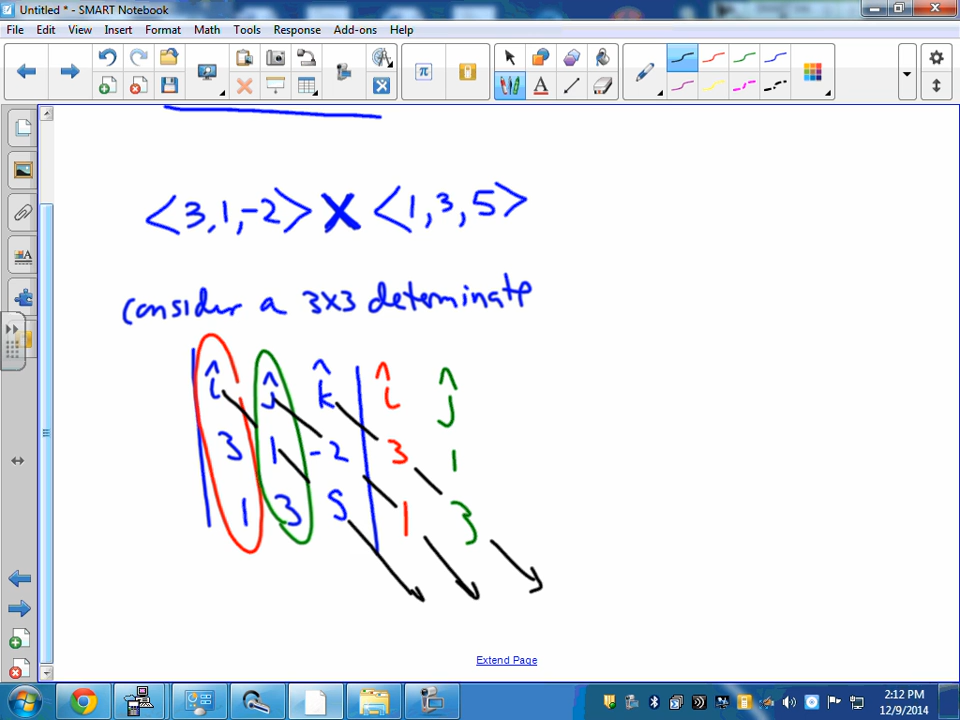 Untitled * - SMART Notebook
File Edit View Insert Format Math Tools Response Add-ons Help
<3,1,-2> X <1,3,5>
consider a 3x3 determinate
î ĵ k̂ î ĵ
3 1 -2 3 1
1 3 5 1 3
Extend Page
2:12 PM
12/9/2014